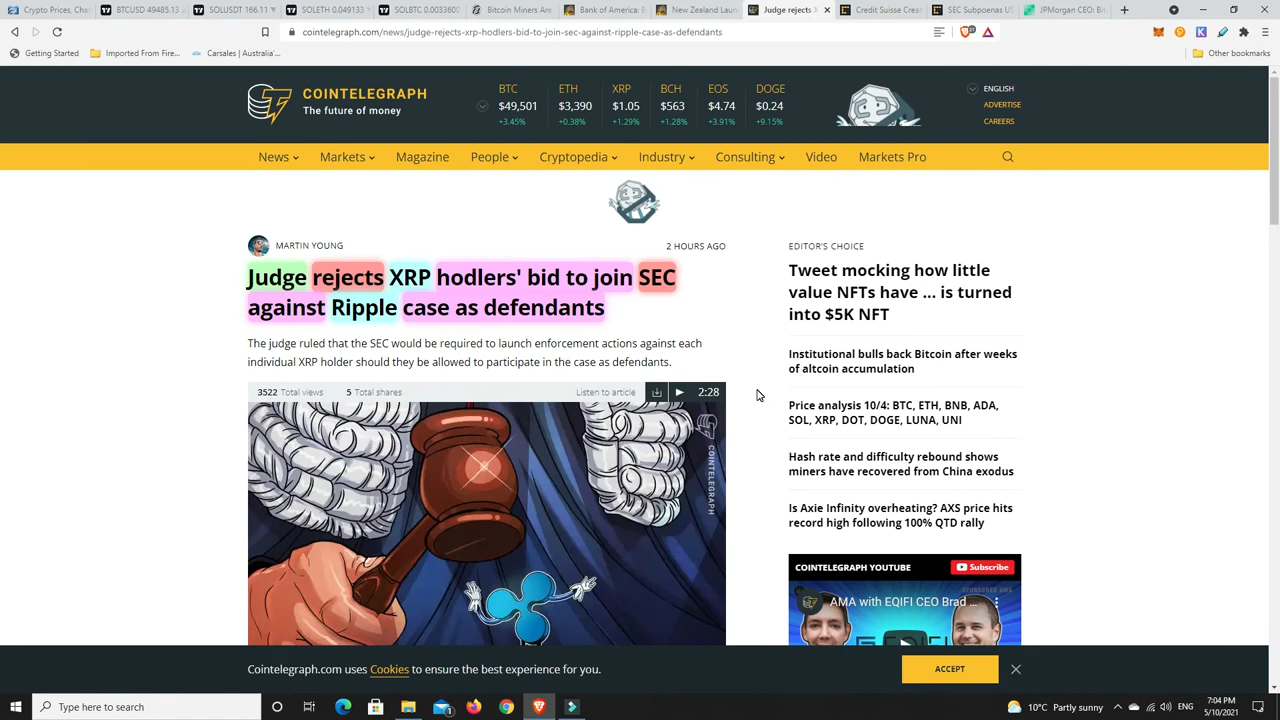 Crypto Prices, Cha
BTCUSD 49485.13
SOLUSDT 166.11
SOLETH 0.049133
SOLBTC 0.0033600
Bitcoin Miners Are
Bank of America: B
New Zealand Laun
Judge rejects X
Credit Suisse Creat
SEC Subpoenas US
JPMorgan CEO: Bit
cointelegraph.com/news/judge-rejects-xrp-hodlers-bid-to-join-sec-against-ripple-case-as-defendants
Getting Started
Imported From Fire...
Carsales | Australia'...
Other bookmarks
COINTELEGRAPH
The future of money
BTC ETH XRP BCH EOS DOGE
$49,501 $3,390 $1.05 $563 $4.74 $0.24
+3.45% +0.38% +1.29% +1.28% +3.91% +9.15%
ENGLISH
ADVERTISE
CAREERS
News Markets Magazine People Cryptopedia Industry Consulting Video Markets Pro
MARTIN YOUNG
2 HOURS AGO
Judge rejects XRP hodlers' bid to join SEC
against Ripple case as defendants
The judge ruled that the SEC would be required to launch enforcement actions against each
individual XRP holder should they be allowed to participate in the case as defendants.
3522 Total views 5 Total shares Listen to article 2:28
COINTELEGRAPH
EDITOR'S CHOICE
Tweet mocking how little
value NFTs have ... is turned
into $5K NFT
Institutional bulls back Bitcoin after weeks
of altcoin accumulation
Price analysis 10/4: BTC, ETH, BNB, ADA,
SOL, XRP, DOT, DOGE, LUNA, UNI
Hash rate and difficulty rebound shows
miners have recovered from China exodus
Is Axie Infinity overheating? AXS price hits
record high following 100% QTD rally
COINTELEGRAPH YOUTUBE
Subscribe
AMA with EQIFI CEO Brad ...
Cointelegraph.com uses Cookies to ensure the best experience for you.
ACCEPT
Type here to search
10°C Partly sunny
ENG
7:04 PM
5/10/2021